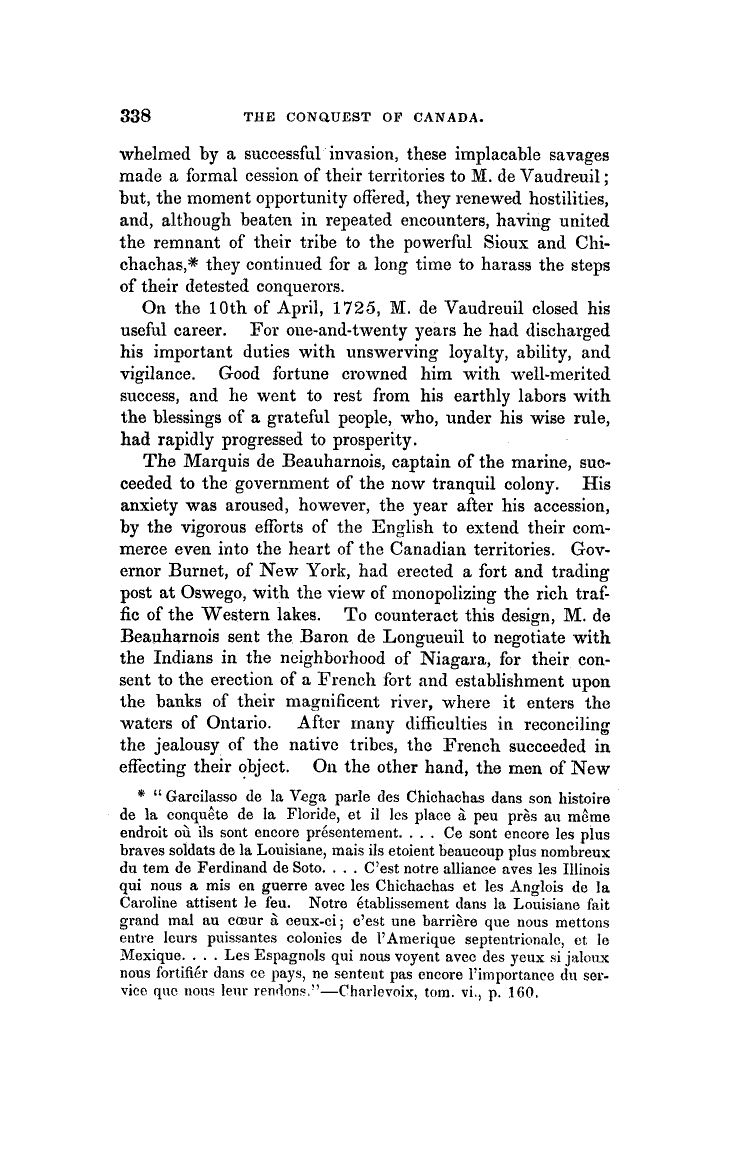 338 THE CONQUEST OF CANADA.
whelmed by a successful invasion, these implacable savages
made a formal cession of their territories to M. de Vaudreuil;
but, the moment opportunity offered, they renewed hostilities,
and, although beaten in repeated encounters, having united
the remnant of their tribe to the powerful Sioux and Chi-
chachas,* they continued for a long time to harass the steps
of their detested conquerors.
On the 10th of April, 1725, M. de Vaudreuil closed his
useful career. For one-and-twenty years he had discharged
his important duties with unswerving loyalty, ability, and
vigilance. Good fortune crowned him with well-merited
success, and he went to rest from his earthly labors with
the blessings of a grateful people, who, under his wise rule,
had rapidly progressed to prosperity.
The Marquis de Beauharnois, captain of the marine, suc-
ceeded to the government of the now tranquil colony. His
anxiety was aroused, however, the year after his accession,
by the vigorous efforts of the English to extend their com-
merce even into the heart of the Canadian territories. Gov-
ernor Burnet, of New York, had erected a fort and trading
post at Oswego, with the view of monopolizing the rich traf-
fic of the Western lakes. To counteract this design, M. de
Beauharnois sent the Baron de Longueuil to negotiate with
the Indians in the neighborhood of Niagara, for their con-
sent to the erection of a French fort and establishment upon
the banks of their magnificent river, where it enters the
waters of Ontario. After many difficulties in reconciling
the jealousy of the native tribes, the French succeeded in
effecting their object. On the other hand, the men of New
* "Garcilasso de la Vega parle des Chichachas dans son histoire
de la conquête de la Floride, et il les place à peu près au même
endroit où ils sont encore présentement. . . . Ce sont encore les plus
braves soldats de la Louisiane, mais ils etoient beaucoup plus nombreux
du tem de Ferdinand de Soto. . . . C'est notre alliance aves les Illinois
qui nous a mis en guerre avec les Chichachas et les Anglois de la
Caroline attisent le feu. Notre établissement dans la Louisiane fait
grand mal au cœur à ceux-ci; c'est une barrière que nous mettons
entre leurs puissantes colonies de l'Amerique septentrionale, et le
Mexique. . . . Les Espagnols qui nous voyent avec des yeux si jaloux
nous fortifiér dans ce pays, ne sentent pas encore l'importance du ser-
vice que nous leur rendons."—Charlevoix, tom. vi., p. 160.